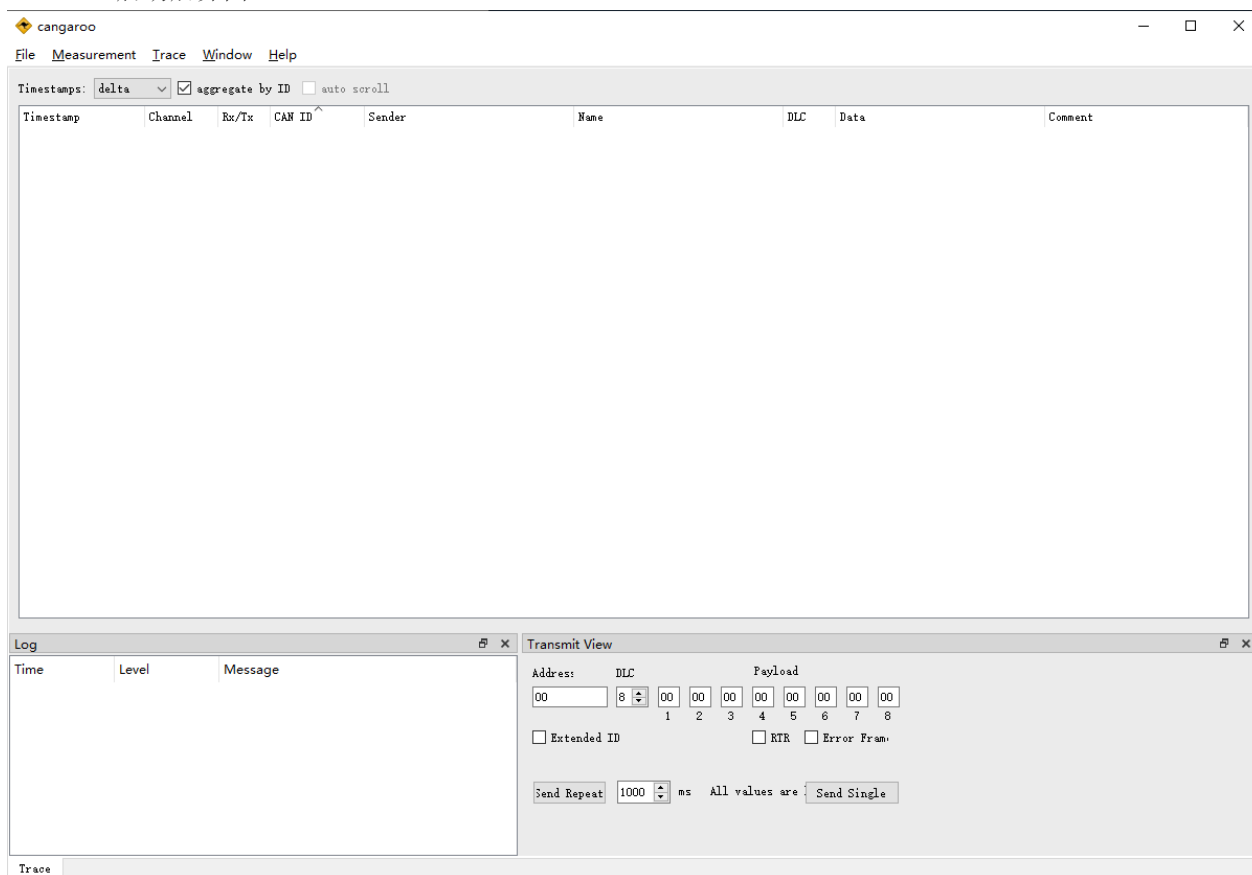 cangaroo
File Measurement Trace Window Help
Timestamps: delta aggregate by ID auto scroll
Timestamp Channel Rx/Tx CAN ID Sender Name DLC Data Comment
Log
Time Level Message
Transmit View
Addres: DLC Payload
00 8 00 00 00 00 00 00 00 00
1 2 3 4 5 6 7 8
Extended ID RTR Error Fram
Send Repeat 1000 ms All values are Send Single
Trace